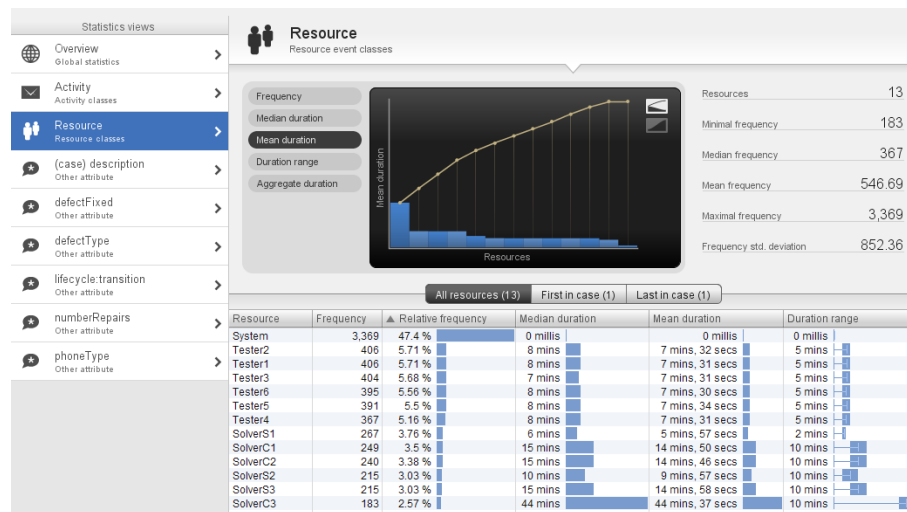 Statistics views
Overview
Global statistics
Activity
Activity classes
Resource
Resource classes
(case) description
Other attribute
defectFixed
Other attribute
defectType
Other attribute
lifecycle:transition
Other attribute
numberRepairs
Other attribute
phoneType
Other attribute
Resource
Resource event classes
Frequency
Median duration
Mean duration
Duration range
Aggregate duration
Mean duration
Resources
Resources 13
Minimal frequency 183
Median frequency 367
Mean frequency 546.69
Maximal frequency 3,369
Frequency std. deviation 852.36
All resources (13) First in case (1) Last in case (1)
Resource Frequency Relative frequency Median duration Mean duration Duration range
System 3,369 47.4 % 0 millis 0 millis 0 millis
Tester2 406 5.71 % 8 mins 7 mins, 32 secs 5 mins
Tester1 406 5.71 % 8 mins 7 mins, 31 secs 5 mins
Tester3 404 5.68 % 7 mins 7 mins, 31 secs 5 mins
Tester6 395 5.56 % 8 mins 7 mins, 30 secs 5 mins
Tester5 391 5.5 % 8 mins 7 mins, 34 secs 5 mins
Tester4 367 5.16 % 8 mins 7 mins, 31 secs 5 mins
SolverS1 267 3.76 % 6 mins 5 mins, 57 secs 2 mins
SolverC1 249 3.5 % 15 mins 14 mins, 50 secs 10 mins
SolverC2 240 3.38 % 15 mins 14 mins, 46 secs 10 mins
SolverS2 215 3.03 % 10 mins 9 mins, 57 secs 10 mins
SolverS3 215 3.03 % 15 mins 14 mins, 58 secs 10 mins
SolverC3 183 2.57 % 44 mins 44 mins, 37 secs 10 mins